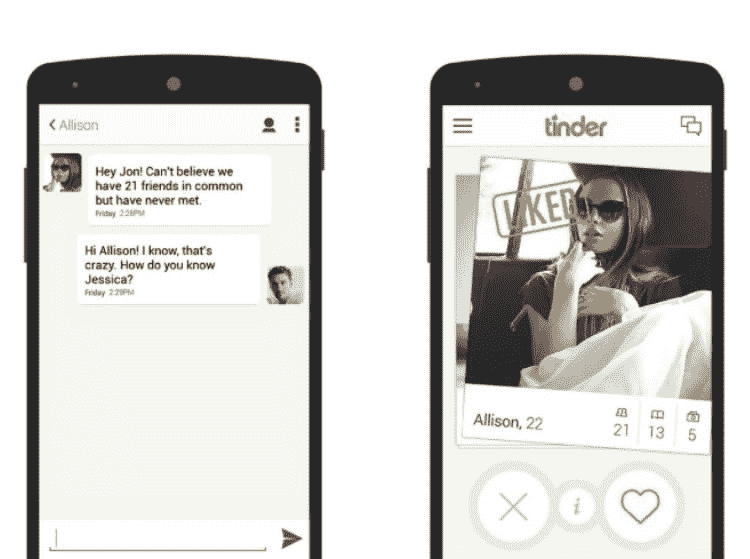 Allison
Hey Jon! Can't believe we
have 21 friends in common
but have never met.
Friday 2:28PM
Hi Allison! I know, that's
crazy. How do you know
Jessica?
Friday 2:29PM
tinder
LIKED
Allison, 22
21 13 5
i